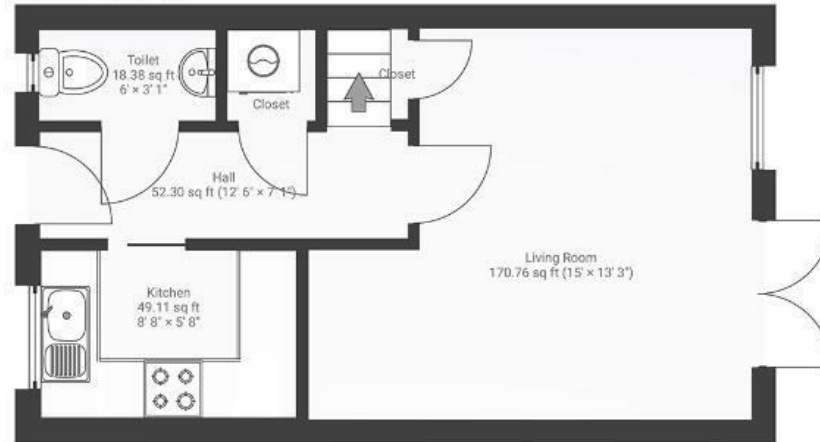 Toilet
18.38 sq ft
6' × 3' 1"
Closet
Closet
Hall
52.30 sq ft (12' 6" × 7' 1")
Living Room
170.76 sq ft (15' × 13' 3")
Kitchen
49.11 sq ft
8' 8" × 5' 8"